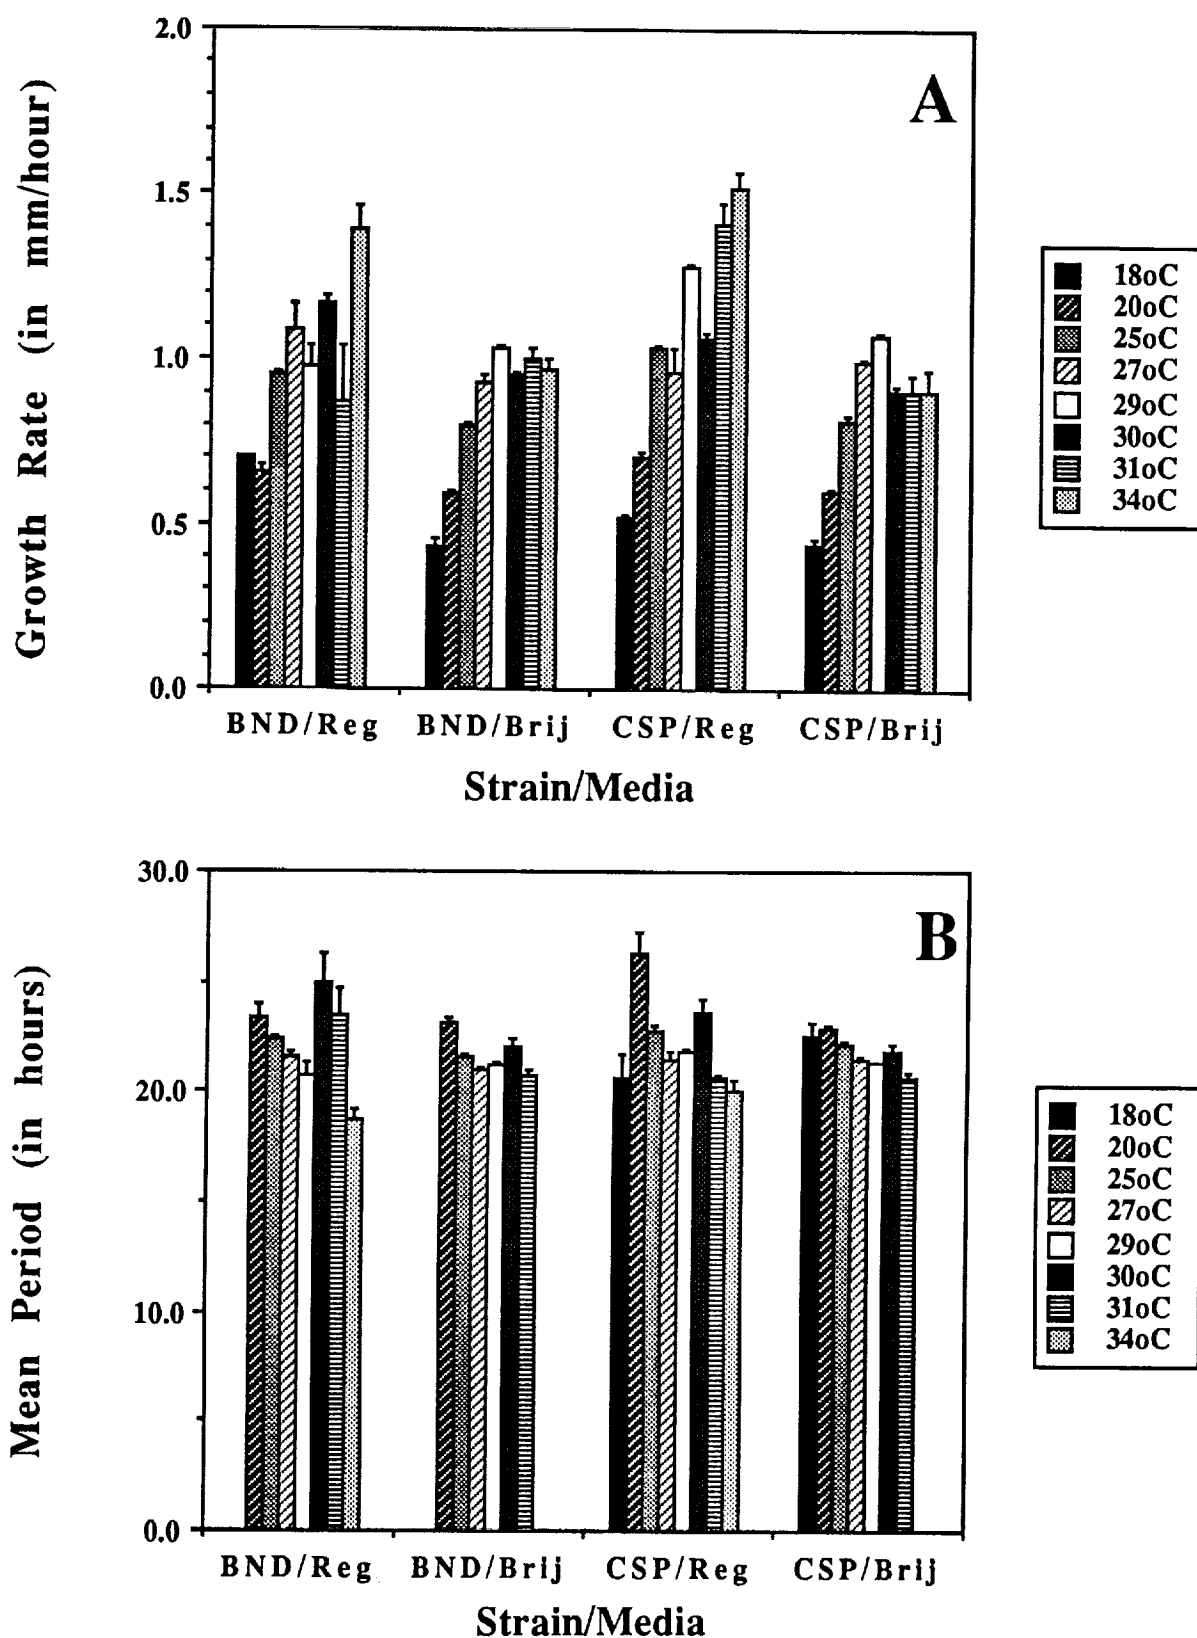 2.0
1.5
1.0
0.5
0.0
Growth Rate (in mm/hour)
A
BND/Reg BND/Brij CSP/Reg CSP/Brij
Strain/Media
18oC
20oC
25oC
27oC
29oC
30oC
31oC
34oC
30.0
20.0
10.0
0.0
Mean Period (in hours)
B
BND/Reg BND/Brij CSP/Reg CSP/Brij
Strain/Media
18oC
20oC
25oC
27oC
29oC
30oC
31oC
34oC